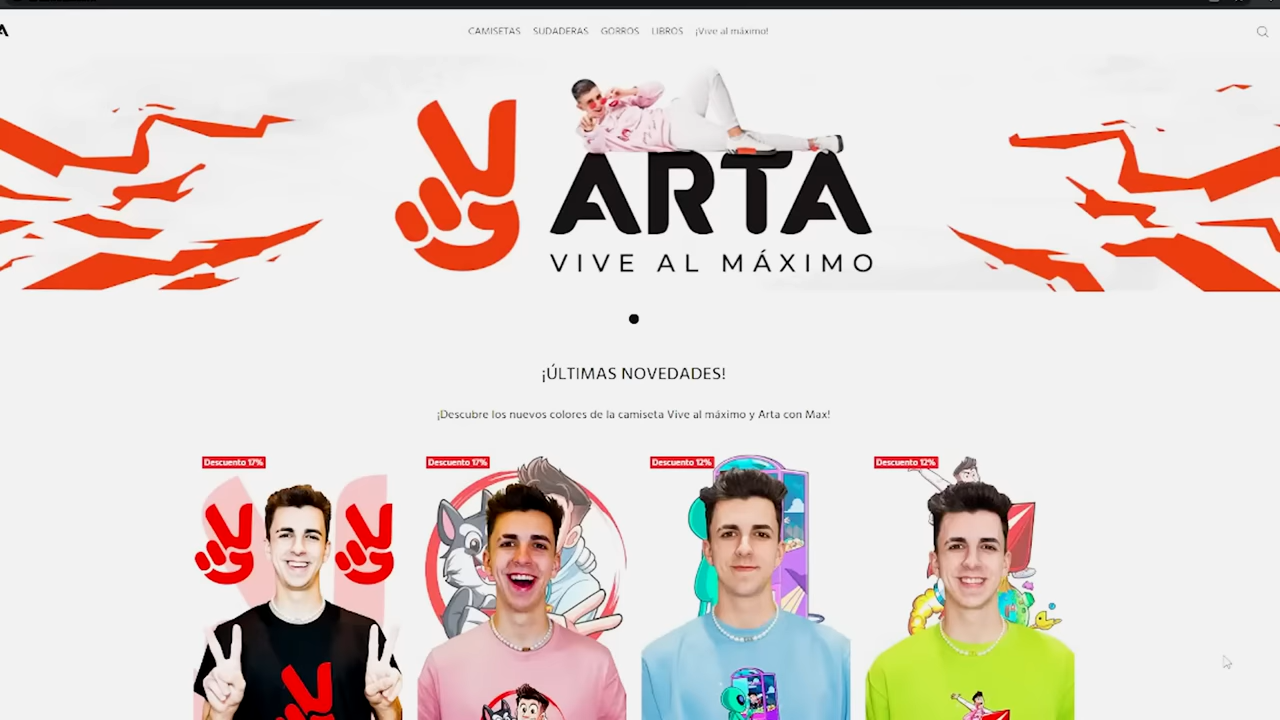 CAMISETAS SUDADERAS GORROS LIBROS ¡Vive al máximo!
ARTA
VIVE AL MÁXIMO
¡ÚLTIMAS NOVEDADES!
¡Descubre los nuevos colores de la camiseta Vive al máximo y Arta con Max!
Descuento 17% Descuento 17% Descuento 12% Descuento 12%